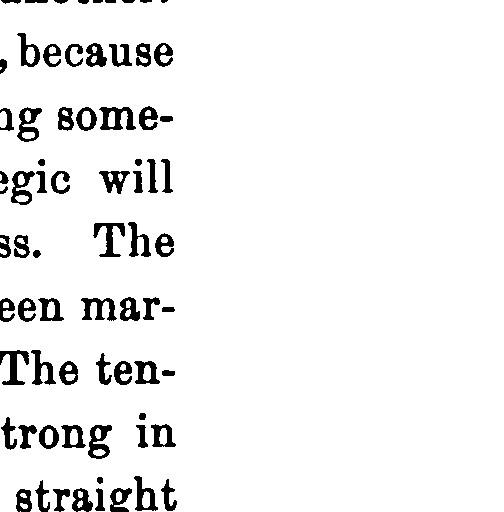 , because
ng some-
egic will
ss. The
een mar-
The ten-
trong in
straight